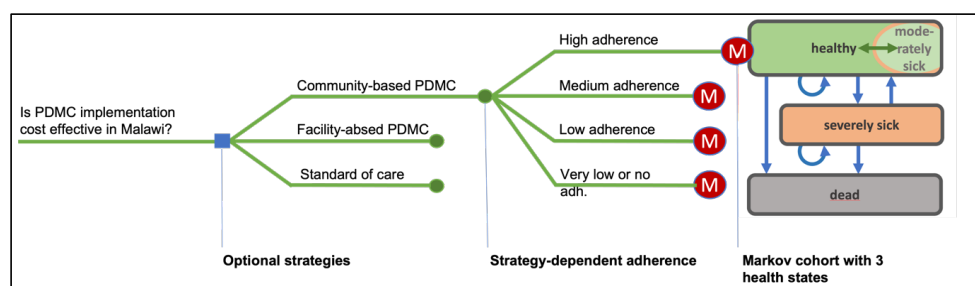 Is PDMC implementation
cost effective in Malawi?
Community-based PDMC
Facility-absed PDMC
Standard of care
High adherence
Medium adherence
Low adherence
Very low or no
adh.
M
M
M
M
healthy
mode-
rately
sick
severely sick
dead
Optional strategies
Strategy-dependent adherence
Markov cohort with 3
health states